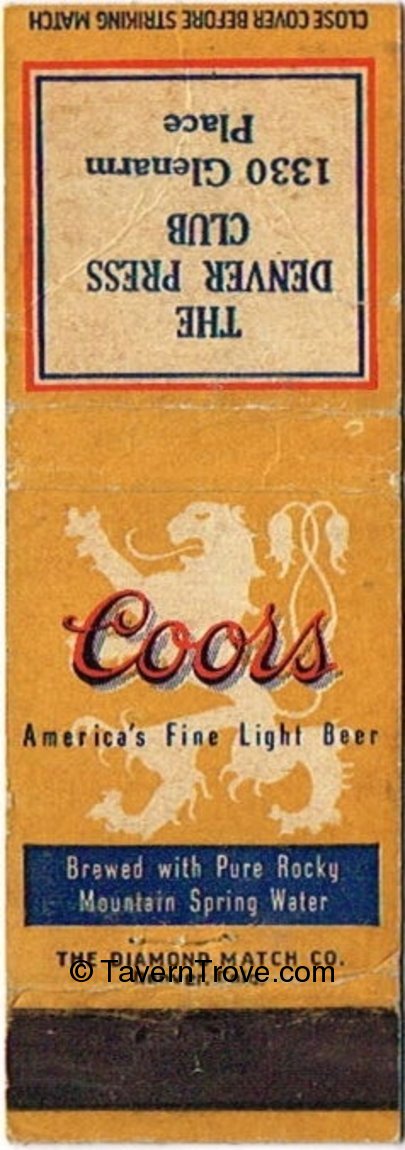 CLOSE COVER BEFORE STRIKING MATCH
THE
DENVER PRESS
CLUB
1330 Glenarm
Place
Coors
America's Fine Light Beer
Brewed with Pure Rocky
Mountain Spring Water
THE DIAMOND MATCH CO.
© TavernTrove.com